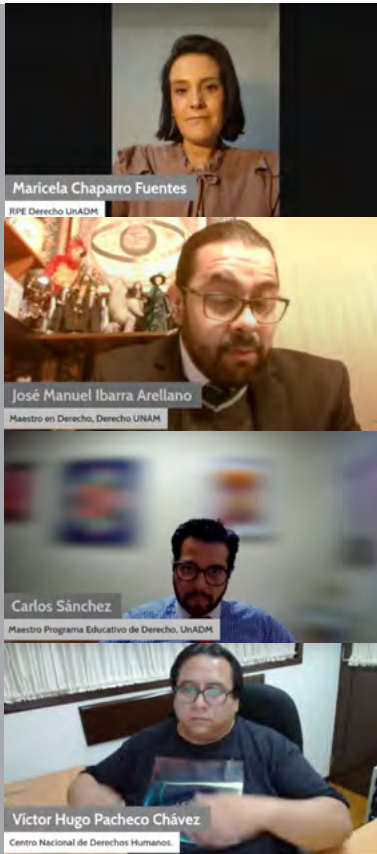 Maricela Chaparro Fuentes
RPE Derecho UnADM
José Manuel Ibarra Arellano
Maestro en Derecho, Derecho UNAM
Carlos Sánchez
Maestro Programa Educativo de Derecho, UnADM
Víctor Hugo Pacheco Chávez
Centro Nacional de Derechos Humanos.